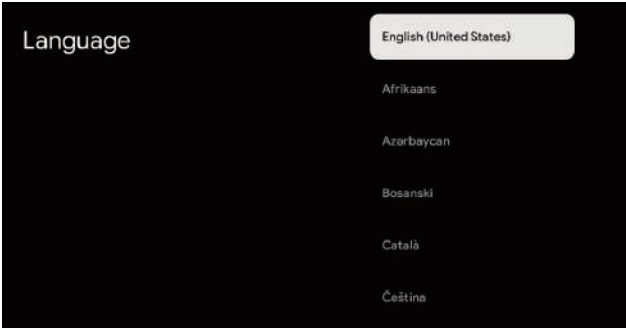 Language
English (United States)
Afrikaans
Azərbaycan
Bosanski
Català
Čeština